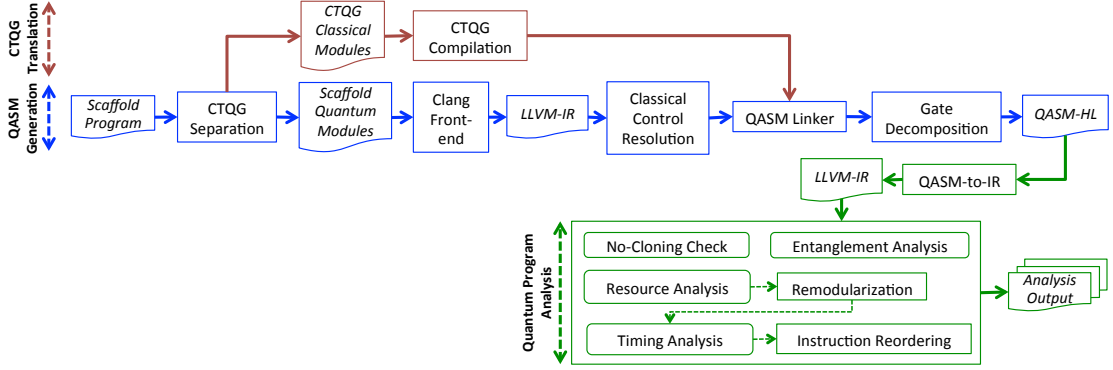 CTQG
Translation
CTQG
Classical
Modules
CTQG
Compilation
QASM
Generation
Scaffold
Program
CTQG
Separation
Scaffold
Quantum
Modules
Clang
Front-
end
LLVM-IR
Classical
Control
Resolution
QASM Linker
Gate
Decomposition
QASM-HL
LLVM-IR
QASM-to-IR
Quantum Program
Analysis
No-Cloning Check
Entanglement Analysis
Resource Analysis
Remodularization
Timing Analysis
Instruction Reordering
Analysis
Output